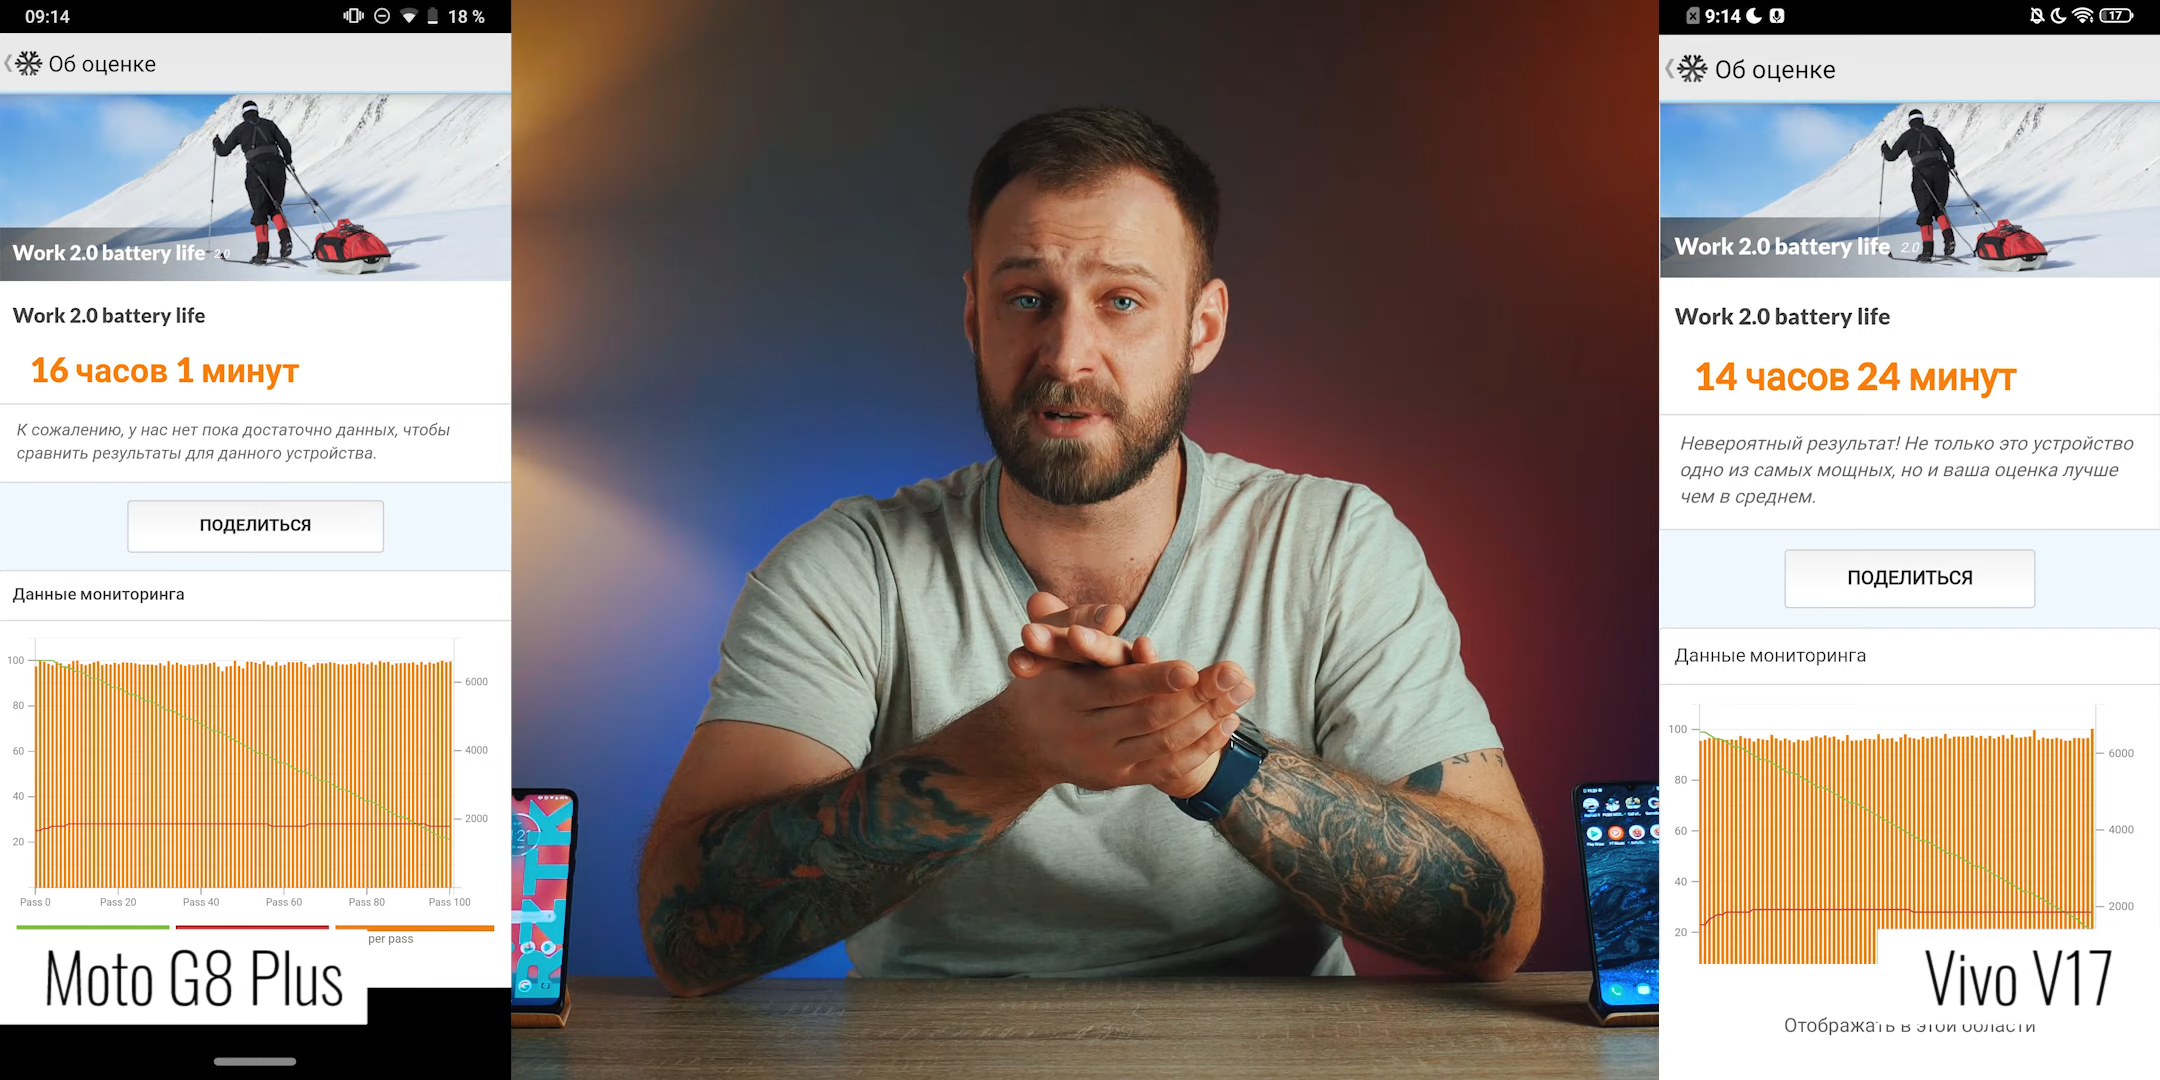 09:14
18 %
Об оценке
Work 2.0 battery life 2.0
Work 2.0 battery life
16 часов 1 минут
К сожалению, у нас нет пока достаточно данных, чтобы
сравнить результаты для данного устройства.
ПОДЕЛИТЬСЯ
Данные мониторинга
100
80
60
40
20
6000
4000
2000
Pass 0 Pass 20 Pass 40 Pass 60 Pass 80 Pass 100
per pass
Moto G8 Plus
9:14
17
Об оценке
Work 2.0 battery life 2.0
Work 2.0 battery life
14 часов 24 минут
Невероятный результат! Не только это устройство
одно из самых мощных, но и ваша оценка лучше
чем в среднем.
ПОДЕЛИТЬСЯ
Данные мониторинга
100
80
60
40
20
6000
4000
2000
Vivo V17
Отображать в этой области